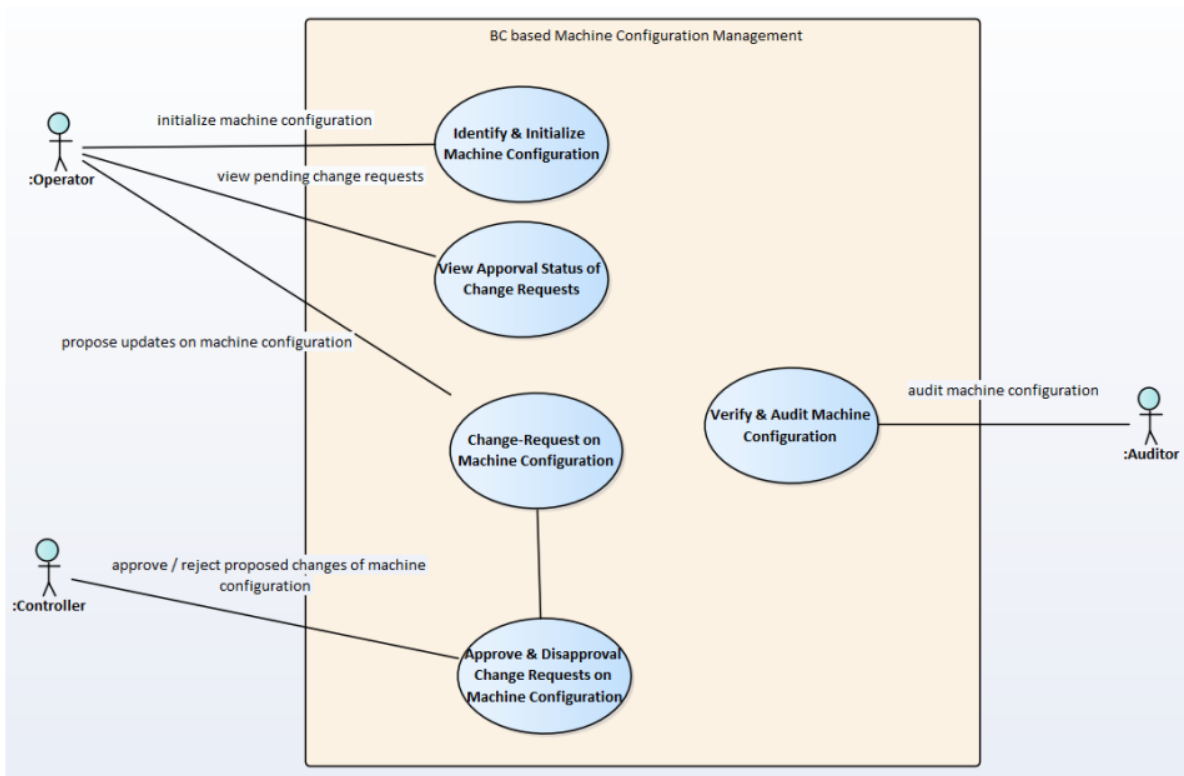 BC based Machine Configuration Management
initialize machine configuration
Identify & Initialize
Machine Configuration
:Operator
view pending change requests
View Apporval Status of
Change Requests
propose updates on machine configuration
Change-Request on
Machine Configuration
Verify & Audit Machine
Configuration
audit machine configuration
:Auditor
approve / reject proposed changes of machine
configuration
:Controller
Approve & Disapproval
Change Requests on
Machine Configuration